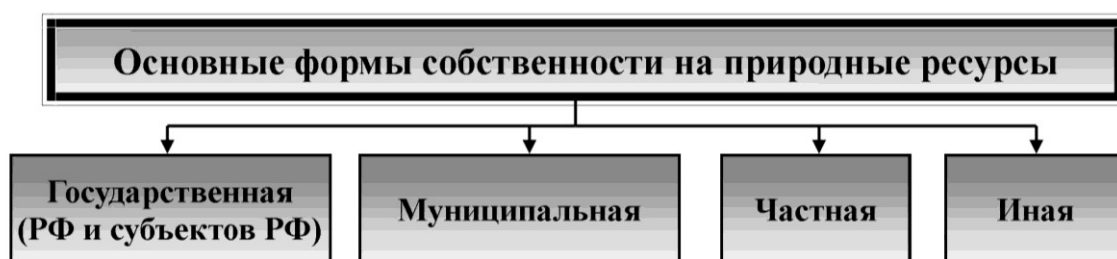 Основные формы собственности на природные ресурсы
Государственная
(РФ и субъектов РФ)
Муниципальная
Частная
Иная